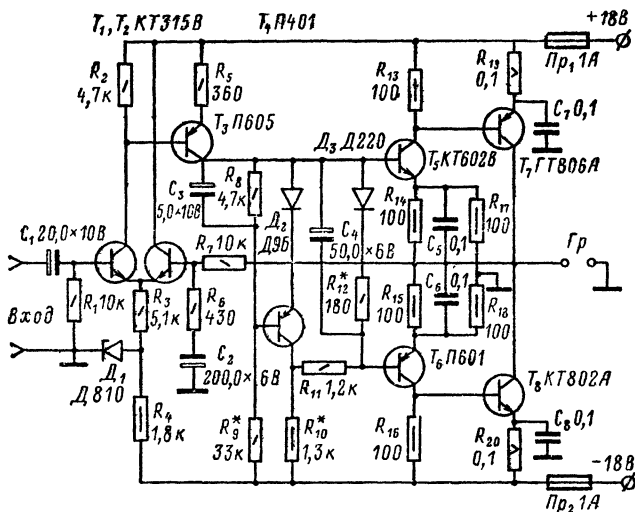 T₁, T₂ КТ315В
T₄ П401
+18В
R₂
4,7к
R₅
360
R₁₃
100
Пр₁ 1А
R₁₉
0,1
C₇ 0,1
T₃ П605
Д₃ Д220
T₅ КТ602В
T₇ ГТ806А
C₃
5,0×10В
R₈
4,7к
Д₂
Д9Б
C₄
50,0×6В
R₁₄
100
C₅ 0,1
R₁₇
100
C₁ 20,0×10В
R₇ 10к
Гр
R₁ 10к
R₃
5,1к
R₆
430
R₁₂*
180
R₁₅
100
C₆ 0,1
R₁₈
100
Вход
Д₁
Д810
C₂
200,0×6В
R₁₁ 1,2к
T₆ П601
T₈ КТ802А
R₄
1,8к
R₉*
33к
R₁₀*
1,3к
R₁₆
100
R₂₀
0,1
C₈ 0,1
-18В
Пр₂ 1А